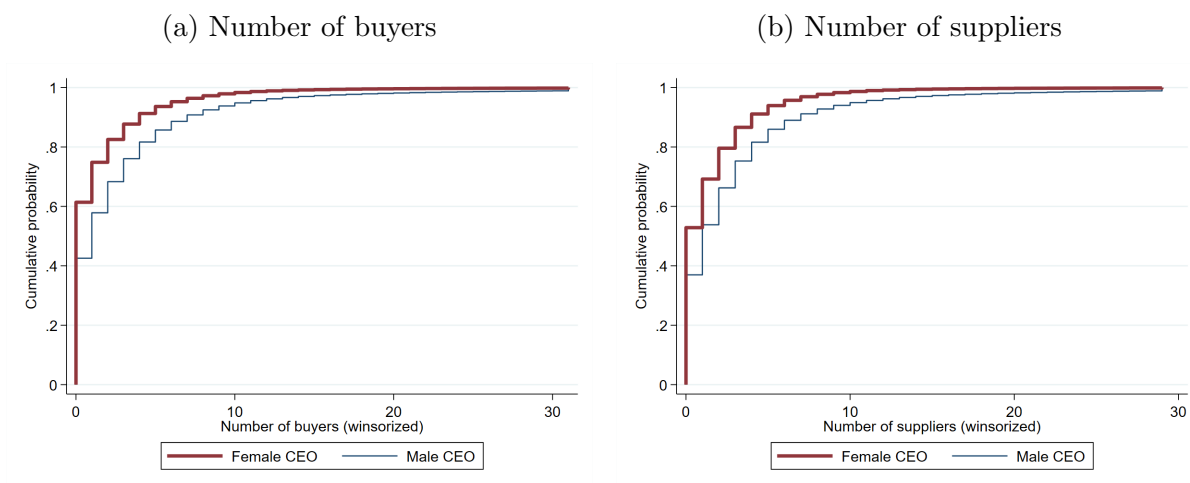 (a) Number of buyers
1
.8
.6
.4
.2
0
Cumulative probability
0 10 20 30
Number of buyers (winsorized)
Female CEO Male CEO
(b) Number of suppliers
1
.8
.6
.4
.2
0
Cumulative probability
0 10 20 30
Number of suppliers (winsorized)
Female CEO Male CEO